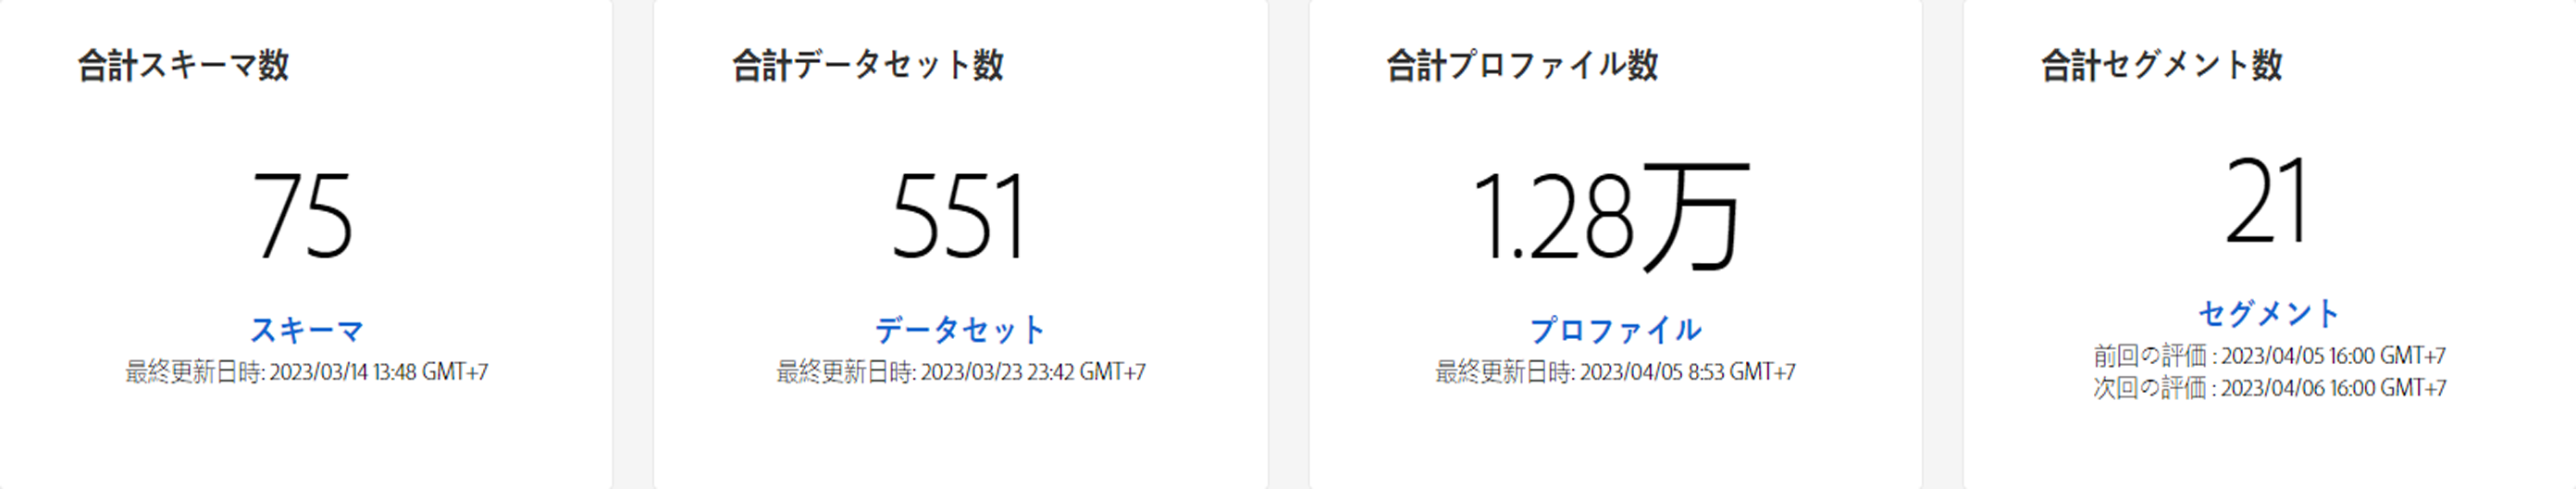 合計スキーマ数
75
スキーマ
最終更新日時: 2023/03/14 13:48 GMT+7
合計データセット数
551
データセット
最終更新日時: 2023/03/23 23:42 GMT+7
合計プロファイル数
1.28万
プロファイル
最終更新日時: 2023/04/05 8:53 GMT+7
合計セグメント数
21
セグメント
前回の評価 : 2023/04/05 16:00 GMT+7
次回の評価 : 2023/04/06 16:00 GMT+7